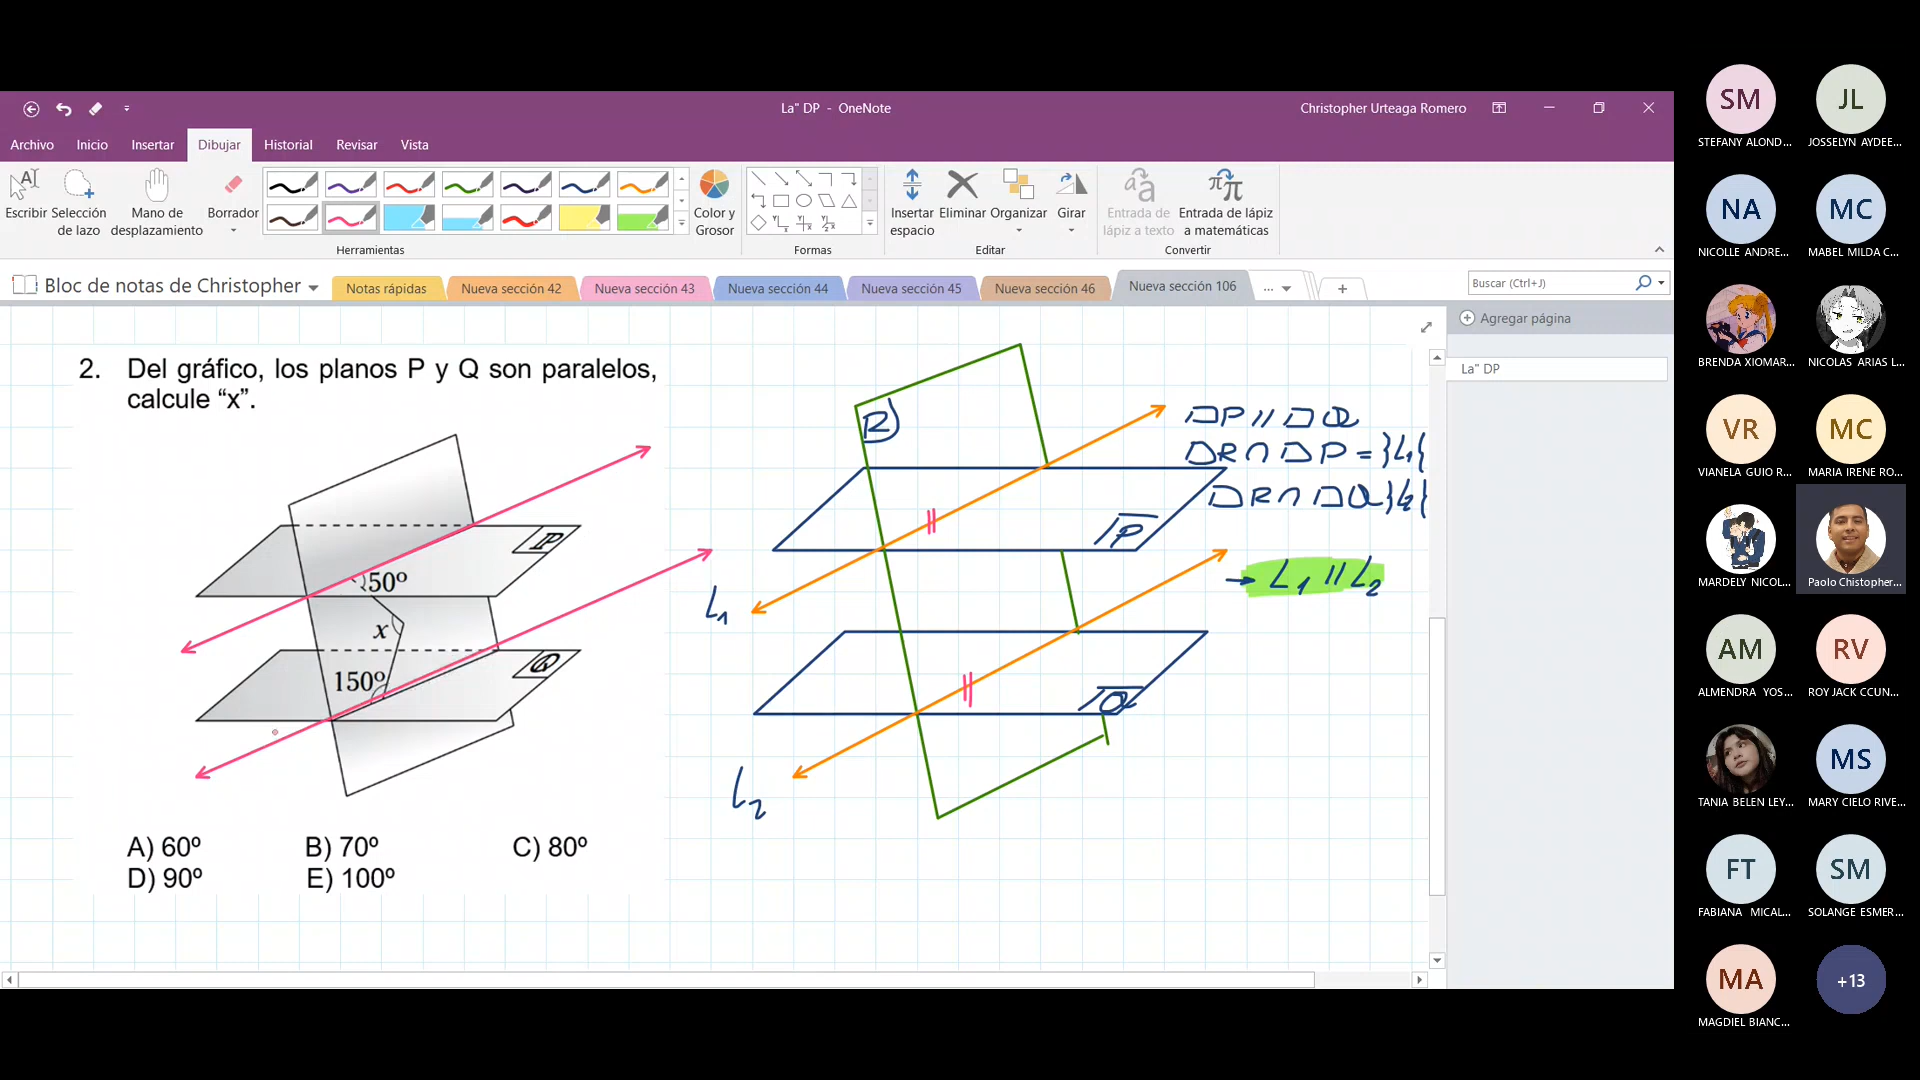 La" DP - OneNote
Christopher Urteaga Romero
Archivo Inicio Insertar Dibujar Historial Revisar Vista
Escribir
Selección de lazo
Mano de desplazamiento
Borrador
Color y Grosor
Insertar espacio
Eliminar
Organizar
Girar
Entrada de lápiz a texto
Entrada de lápiz a matemáticas
Herramientas
Formas
Editar
Convertir
Bloc de notas de Christopher
Notas rápidas
Nueva sección 42
Nueva sección 43
Nueva sección 44
Nueva sección 45
Nueva sección 46
Nueva sección 106
...
Buscar (Ctrl+J)
Agregar página
La" DP
2. Del gráfico, los planos P y Q son paralelos,
calcule “x”.
P
50º
x
Q
150º
A) 60º B) 70º C) 80º
D) 90º E) 100º
R
P
L1
Q
L2
▱P // ▱Q
▱R ∩ ▱P = }L1{
▱R ∩ ▱Q }L2{
→ L1 // L2
SM
STEFANY ALOND...
JL
JOSSELYN AYDEE...
NA
NICOLLE ANDRE...
MC
MABEL MILDA C...
BRENDA XIOMAR...
NICOLAS ARIAS L...
VR
VIANELA GUIO R...
MC
MARIA IRENE RO...
MARDELY NICOL...
Paolo Chistopher...
AM
ALMENDRA YOS...
RV
ROY JACK CCUN...
TANIA BELEN LEY...
MS
MARY CIELO RIVE...
FT
FABIANA MICAL...
SM
SOLANGE ESMER...
MA
MAGDIEL BIANC...
+13